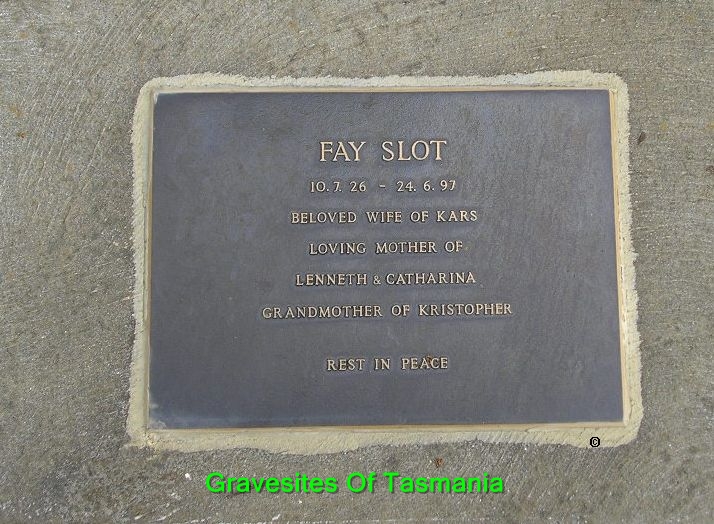 FAY SLOT
10.7.26 - 24.6.97
BELOVED WIFE OF KARS
LOVING MOTHER OF
LENNETH & CATHARINA
GRANDMOTHER OF KRISTOPHER
REST IN PEACE
©
Gravesites Of Tasmania